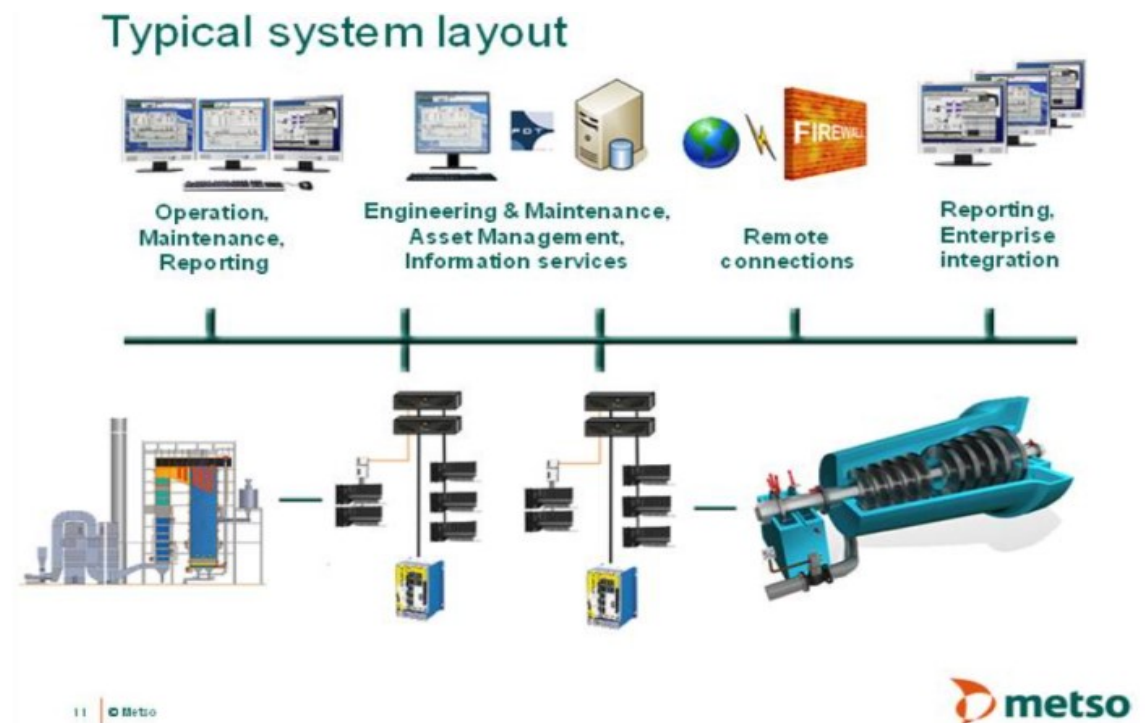 Typical system layout
FDT
FIREWALL
Operation,
Maintenance,
Reporting
Engineering & Maintenance,
Asset Management,
Information services
Remote
connections
Reporting,
Enterprise
integration
11 © Metso
metso